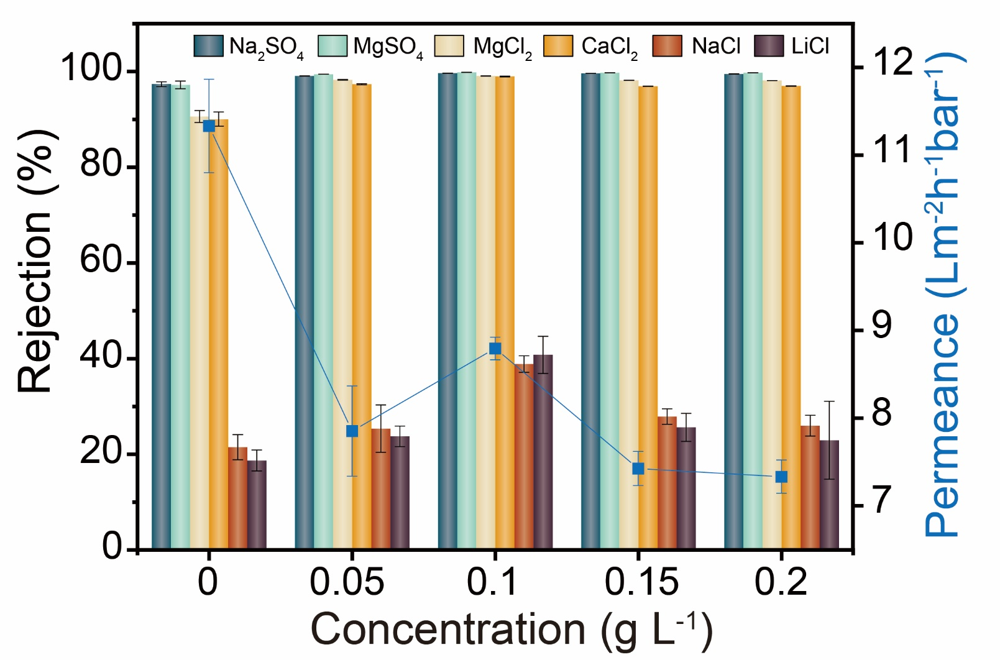 Na₂SO₄ MgSO₄ MgCl₂ CaCl₂ NaCl LiCl
100
80
60
40
20
0
Rejection (%)
12
11
10
9
8
7
Permeance (Lm⁻²h⁻¹bar⁻¹)
0 0.05 0.1 0.15 0.2
Concentration (g L⁻¹)